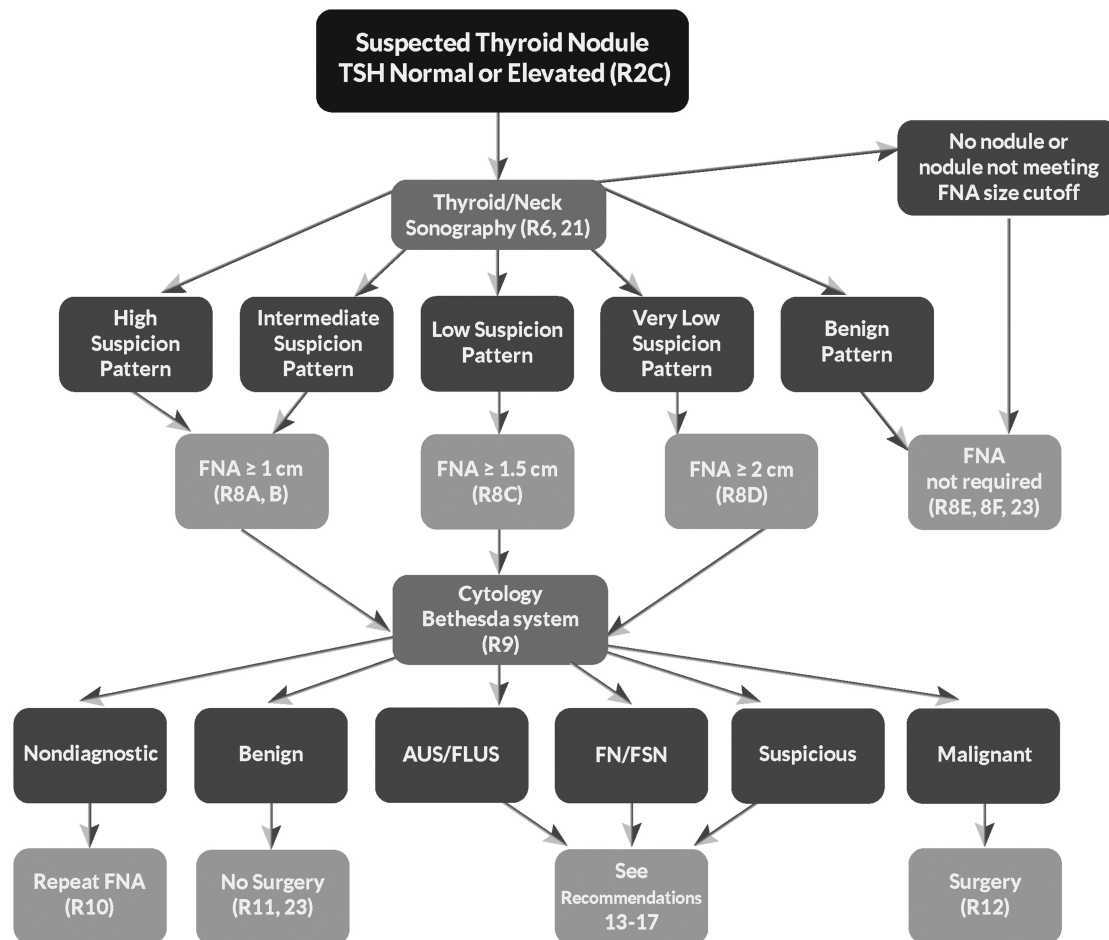 Suspected Thyroid Nodule
TSH Normal or Elevated (R2C)
No nodule or
nodule not meeting
FNA size cutoff
Thyroid/Neck
Sonography (R6, 21)
High
Suspicion
Pattern
Intermediate
Suspicion
Pattern
Low Suspicion
Pattern
Very Low
Suspicion
Pattern
Benign
Pattern
FNA ≥ 1 cm
(R8A, B)
FNA ≥ 1.5 cm
(R8C)
FNA ≥ 2 cm
(R8D)
FNA
not required
(R8E, 8F, 23)
Cytology
Bethesda system
(R9)
Nondiagnostic
Benign
AUS/FLUS
FN/FSN
Suspicious
Malignant
Repeat FNA
(R10)
No Surgery
(R11, 23)
See
Recommendations
13-17
Surgery
(R12)